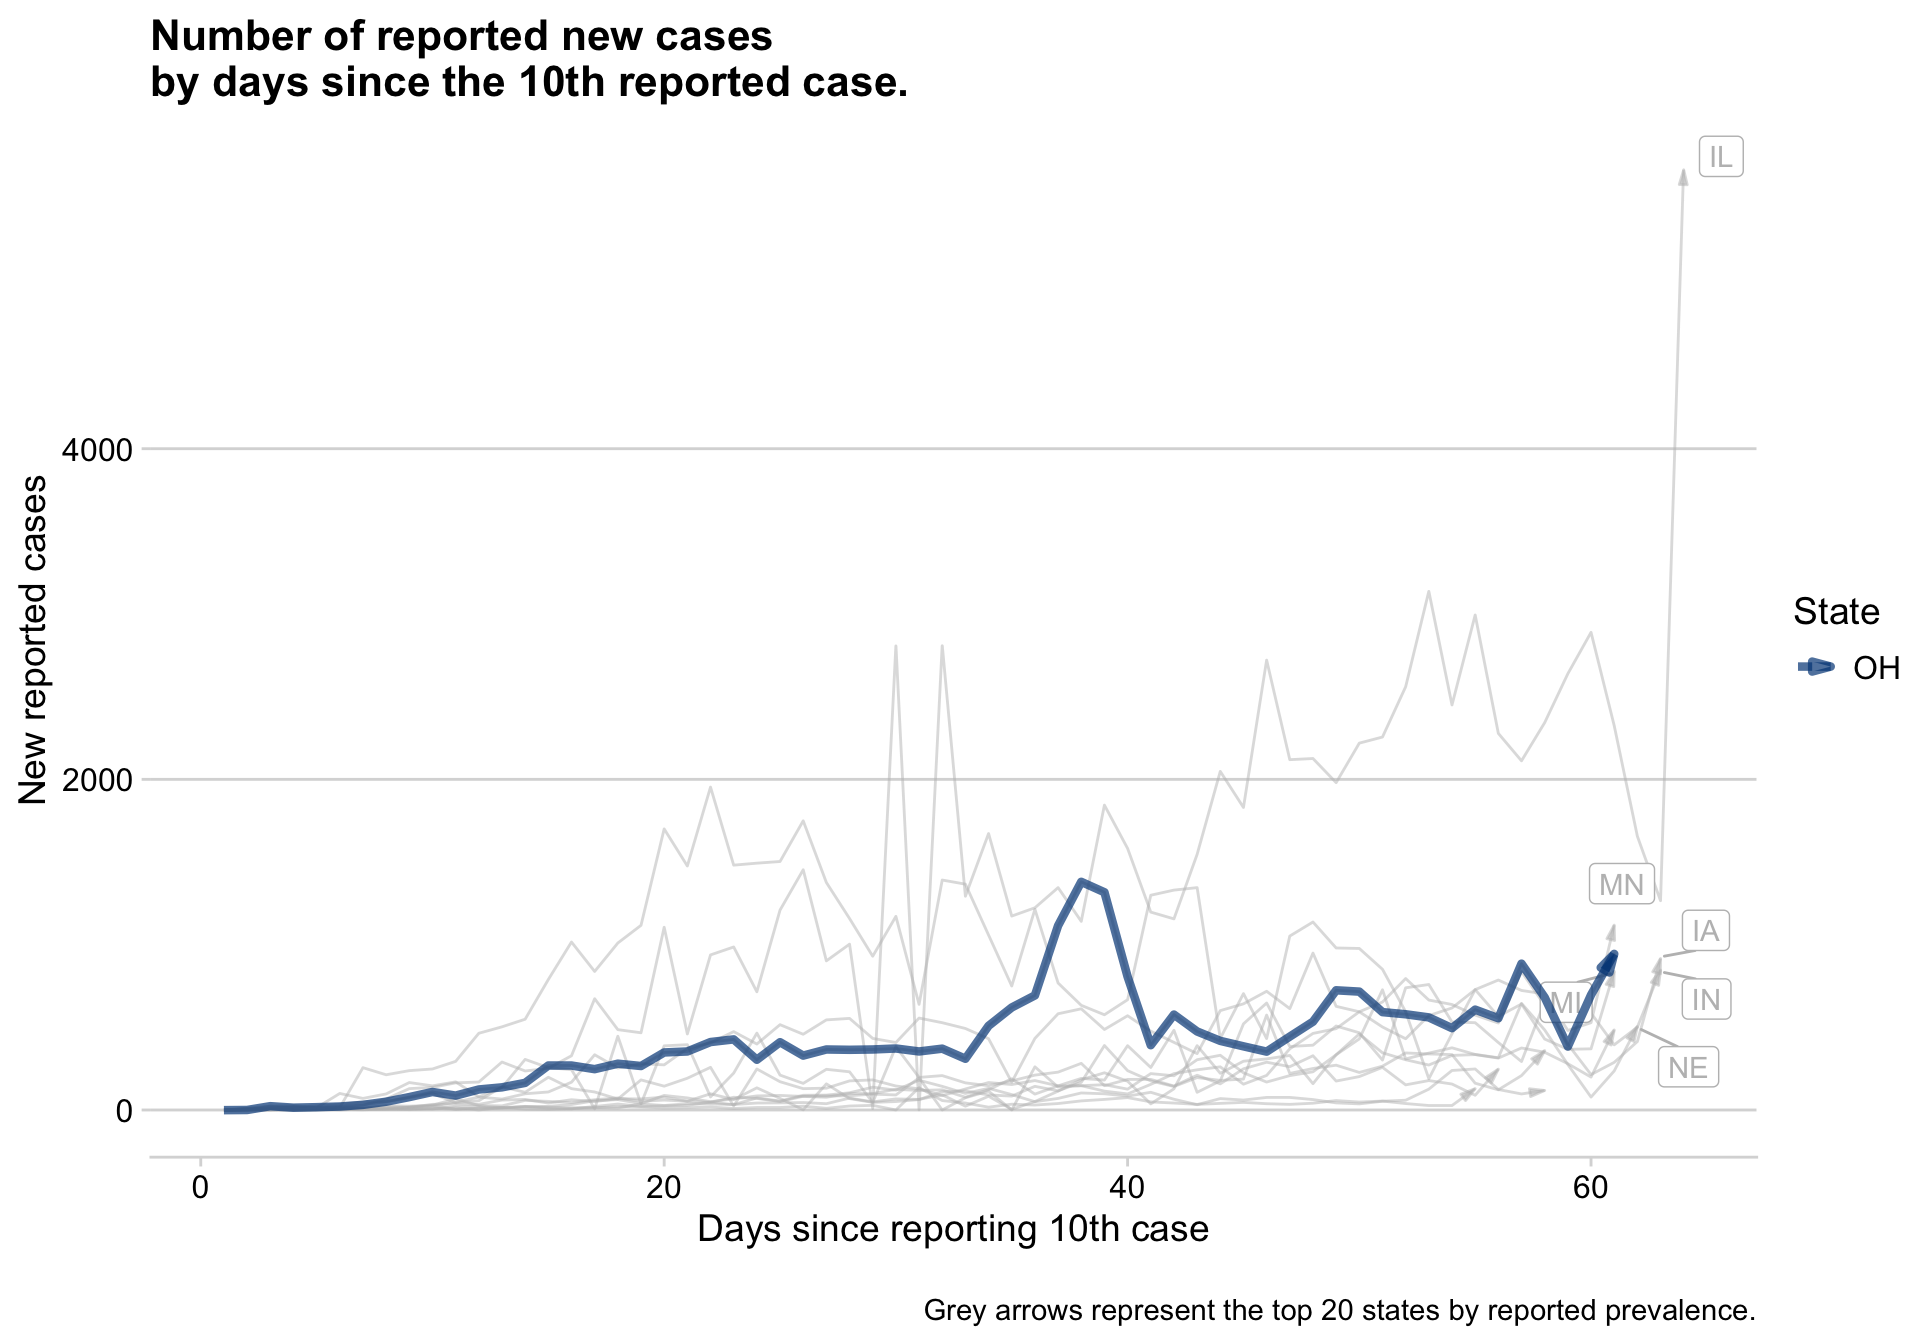 Number of reported new cases
by days since the 10th reported case.
IL
4000
New reported cases
State
OH
2000
MN
IA
MI
IN
NE
0
0 20 40 60
Days since reporting 10th case
Grey arrows represent the top 20 states by reported prevalence.